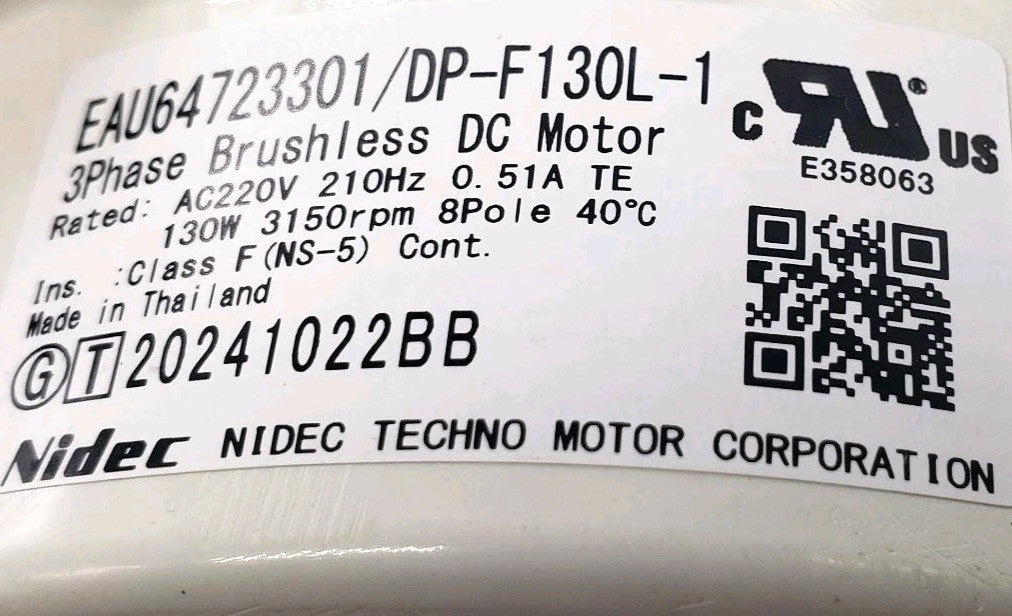 EAU64723301/DP-F130L-1
3Phase Brushless DC Motor
Rated: AC220V 210Hz 0.51A TE
130W 3150rpm 8Pole 40°C
Ins. :Class F(NS-5) Cont.
Made in Thailand
GT20241022BB
Nidec NIDEC TECHNO MOTOR CORPORATION
c RU® US
E358063